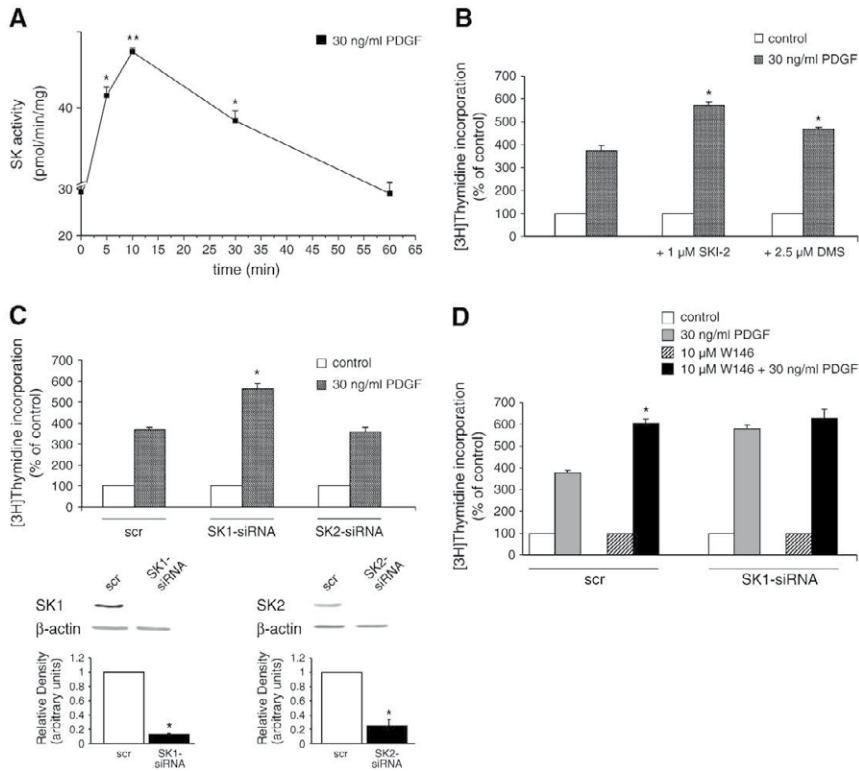 A
30 ng/ml PDGF
SK activity
(pmol/min/mg)
40
30
20
*
**
*
0 5 10 15 20 25 30 35 40 45 50 55 60 65
time (min)
B
control
30 ng/ml PDGF
[3H]Thymidine incorporation
(% of control)
700
600
500
400
300
200
100
0
*
*
+ 1 µM SKI-2
+ 2.5 µM DMS
C
control
30 ng/ml PDGF
[3H]Thymidine incorporation
(% of control)
700
600
500
400
300
200
100
0
*
scr
SK1-siRNA
SK2-siRNA
scr
SK1-
siRNA
SK1
β-actin
Relative Density
(arbitrary units)
1.2
1
0.8
0.6
0.4
0.2
0
*
scr
SK1-
siRNA
scr
SK2-
siRNA
SK2
β-actin
Relative Density
(arbitrary units)
1.2
1
0.8
0.6
0.4
0.2
0
*
scr
SK2-
siRNA
D
control
30 ng/ml PDGF
10 µM W146
10 µM W146 + 30 ng/ml PDGF
[3H]Thymidine incorporation
(% of control)
700
600
500
400
300
200
100
0
*
scr
SK1-siRNA